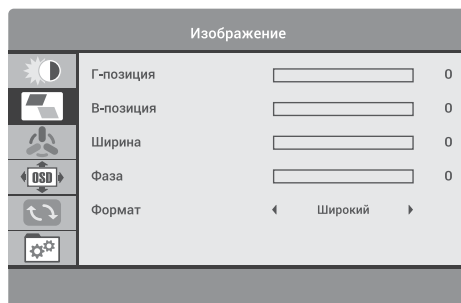 Изображение
Г-позиция 0
В-позиция 0
Ширина 0
Фаза 0
OSD
Формат Широкий